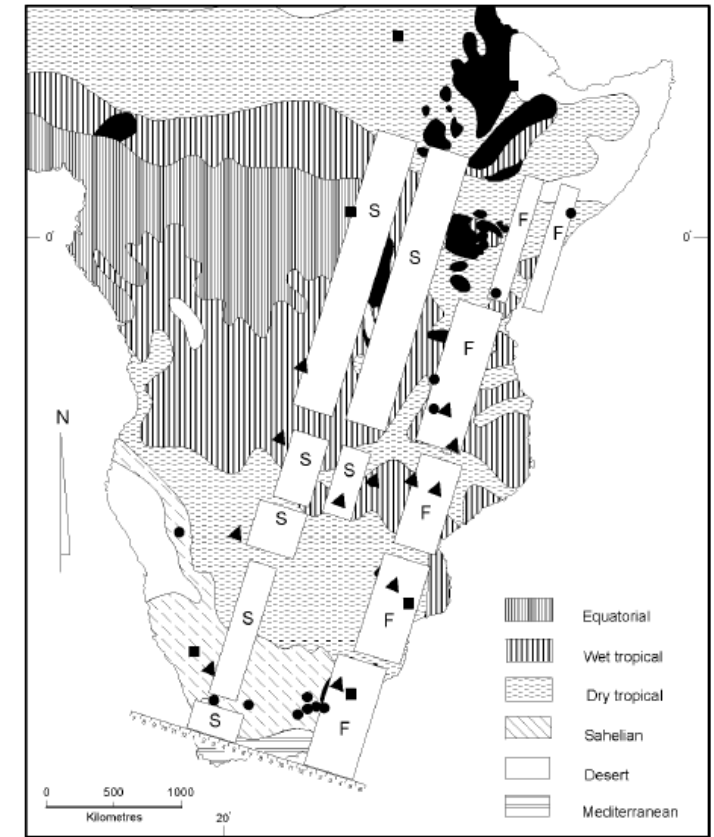 S
F
F
S
0°
0°
F
N
S
S
F
S
S
F
Equatorial
Wet tropical
Dry tropical
Sahelian
Desert
Mediterranean
S
F
0 500 1000
Kilometres
20°